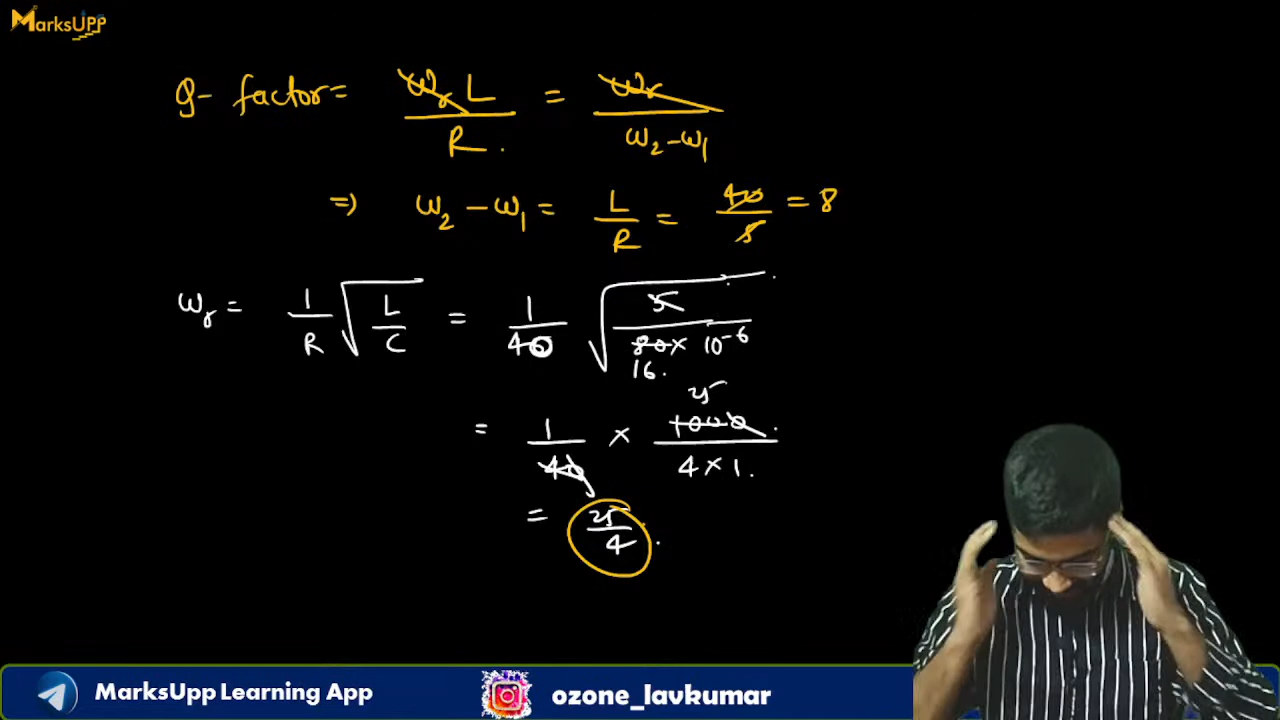 MarksUPP
Q- factor = ωr L / R = ωr / ω2 - ω1
⇒ ω2 - ω1 = L / R = 40 / 5 = 8
ωr = 1 / R √ L / C = 1 / 40 √ 5 / 80 × 10^-6
16.
25
= 1 / 40 × 1000 / 4 × 1.
= 25 / 4 .
MarksUpp Learning App
ozone_lavkumar